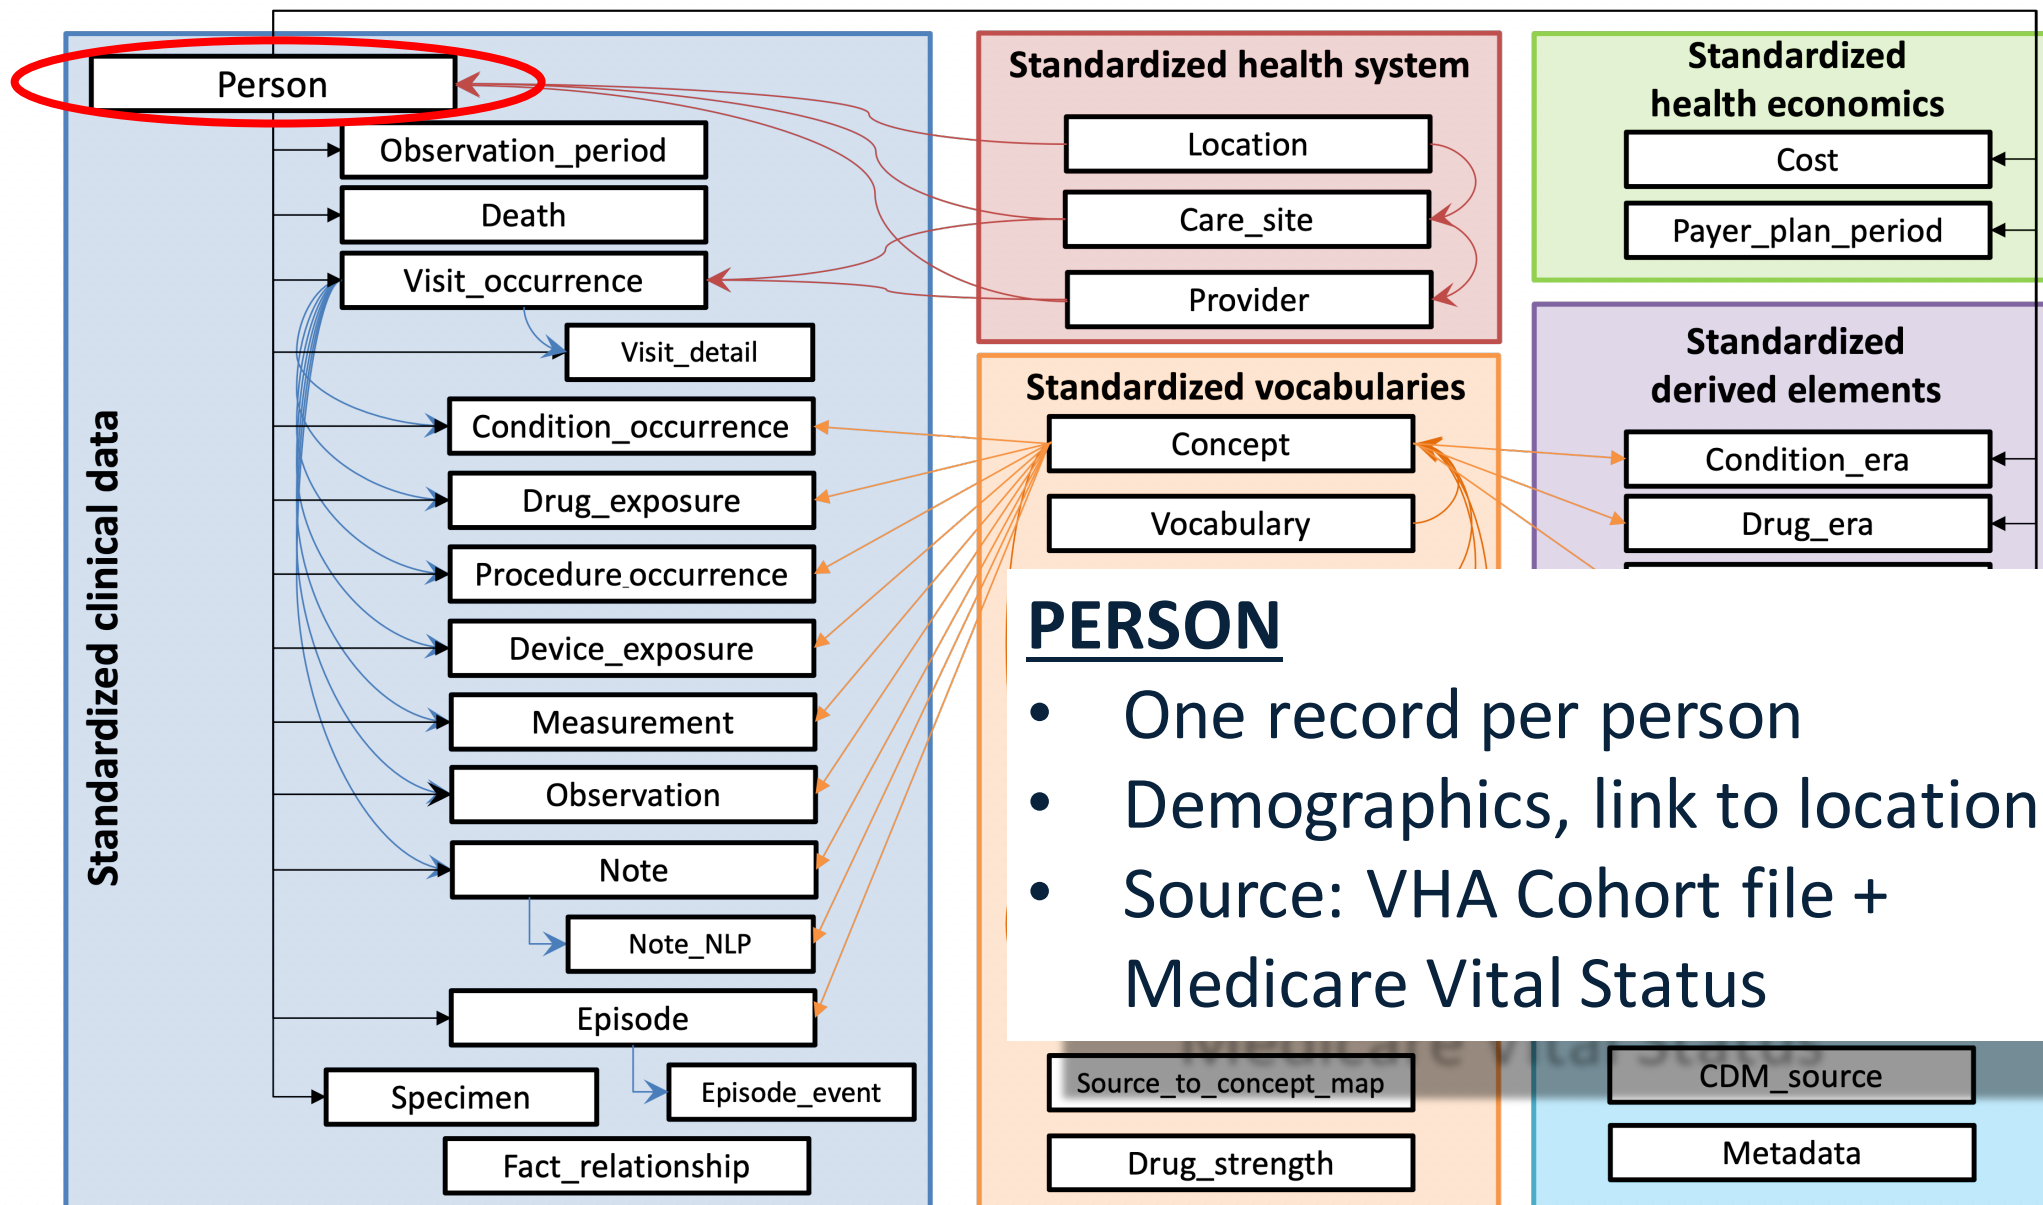 Person
Observation_period
Death
Visit_occurrence
Visit_detail
Condition_occurrence
Drug_exposure
Procedure_occurrence
Device_exposure
Measurement
Observation
Note
Note_NLP
Episode
Episode_event
Specimen
Fact_relationship
Standardized clinical data
Standardized health system
Location
Care_site
Provider
Standardized vocabularies
Concept
Vocabulary
Source_to_concept_map
Drug_strength
Standardized
health economics
Cost
Payer_plan_period
Standardized
derived elements
Condition_era
Drug_era
PERSON
• One record per person
• Demographics, link to location
• Source: VHA Cohort file +
Medicare Vital Status
CDM_source
Metadata